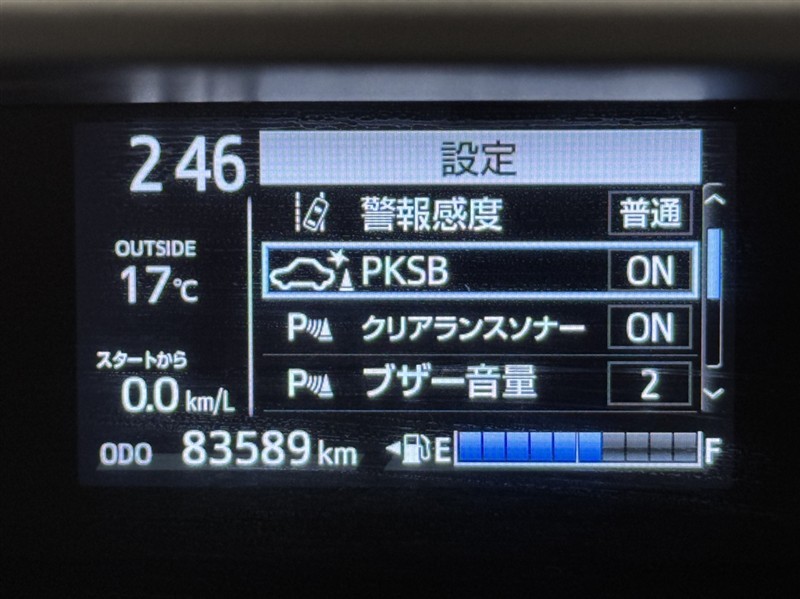 2 46
設定
警報感度 普通
PKSB ON
OUTSIDE
17℃
P クリアランスソナー ON
スタートから
0.0 km/L
P ブザー音量 2
ODO 83589 km
E F